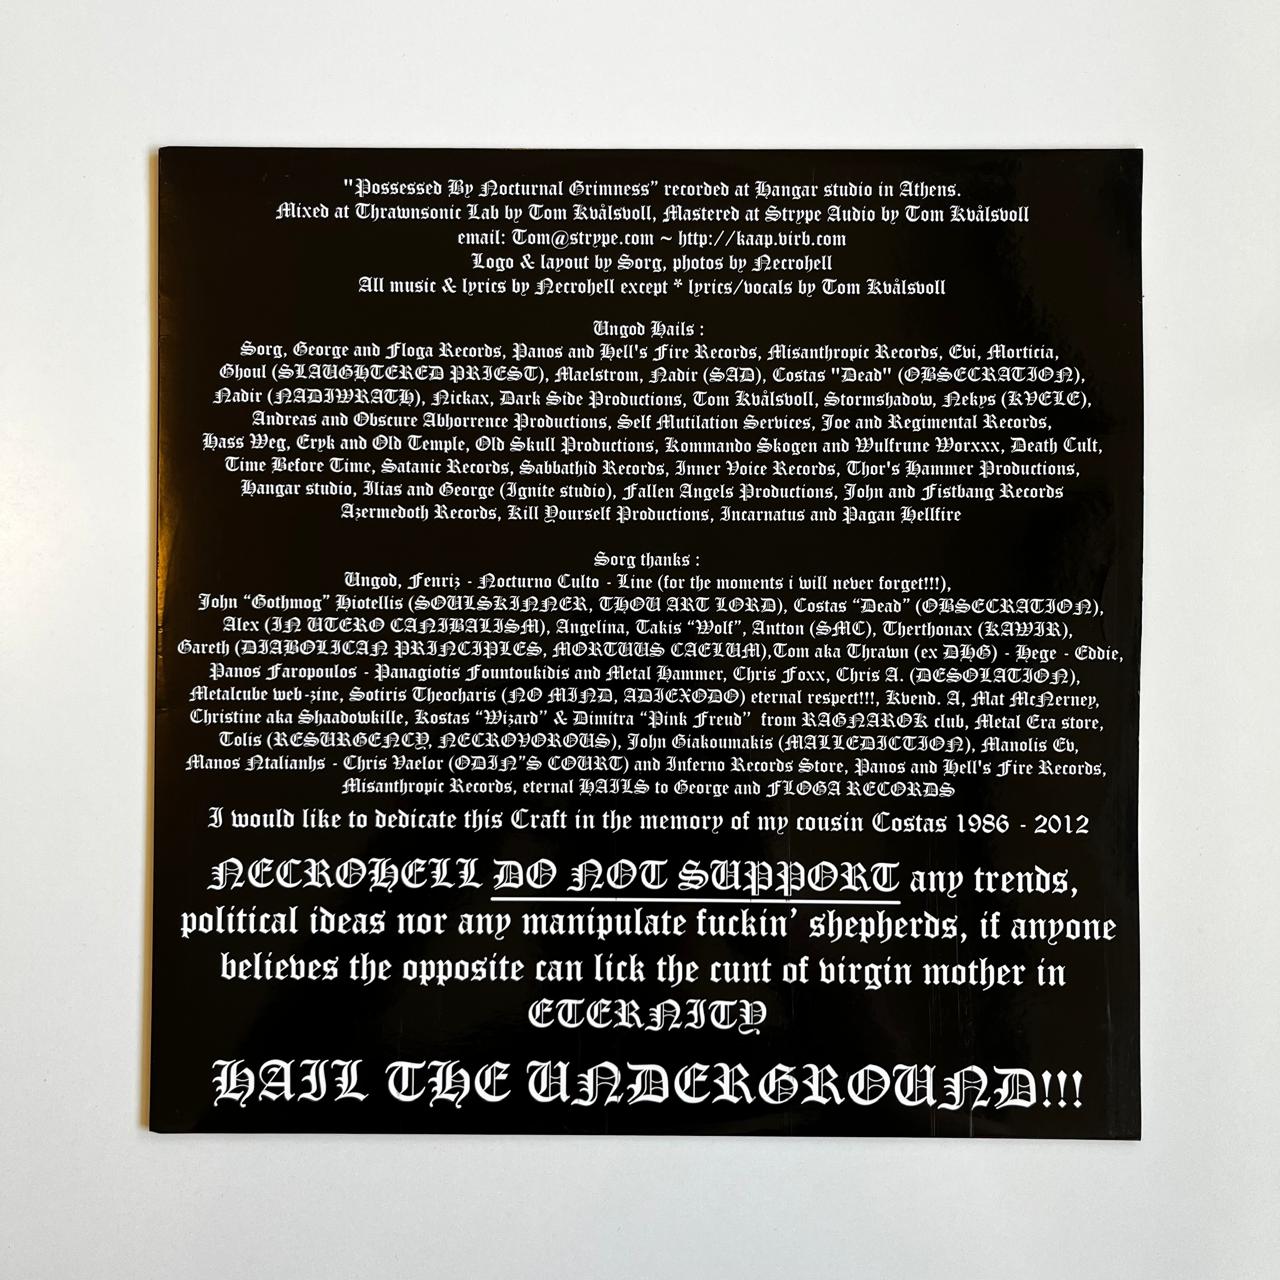 "Possessed By Nocturnal Grimness” recorded at Hangar studio in Athens.
Mixed at Thrawnsonic Lab by Tom Kvålsvoll, Mastered at Strype Audio by Tom Kvålsvoll
email: Tom@strype.com ~ http://kaap.virb.com
Logo & layout by Sorg, photos by Necrohell
All music & lyrics by Necrohell except * lyrics/vocals by Tom Kvålsvoll
Ungod Hails :
Sorg, George and Floga Records, Panos and Hell's Fire Records, Misanthropic Records, Evi, Morticia,
Ghoul (SLAUGHTERED PRIEST), Maelstrom, Nadir (SAD), Costas "Dead" (OBSECRATION),
Nadir (NADIWRATH), Nickax, Dark Side Productions, Tom Kvålsvoll, Stormshadow, Nekys (KVELE),
Andreas and Obscure Abhorrence Productions, Self Mutilation Services, Joe and Regimental Records,
Hass Weg, Eryk and Old Temple, Old Skull Productions, Kommando Skogen and Wulfrune Worxxx, Death Cult,
Time Before Time, Satanic Records, Sabbathid Records, Inner Voice Records, Thor's Hammer Productions,
Hangar studio, Ilias and George (Ignite studio), Fallen Angels Productions, John and Fistbang Records
Azermedoth Records, Kill Yourself Productions, Incarnatus and Pagan Hellfire
Sorg thanks :
Ungod, Fenriz - Nocturno Culto - Line (for the moments i will never forget!!!),
John “Gothmog” Hiotellis (SOULSKINNER, THOU ART LORD), Costas “Dead” (OBSECRATION),
Alex (IN UTERO CANIBALISM), Angelina, Takis “Wolf”, Antton (SMC), Therthonax (KAWIR),
Gareth (DIABOLICAN PRINCIPLES, MORTUUS CAELUM),Tom aka Thrawn (ex DHG) - Hege - Eddie,
Panos Faropoulos - Panagiotis Fountoukidis and Metal Hammer, Chris Foxx, Chris A. (DESOLATION),
Metalcube web-zine, Sotiris Theocharis (NO MIND, ADIEXODO) eternal respect!!!, Kvend. A, Mat McNerney,
Christine aka Shaadowkille, Kostas “Wizard” & Dimitra “Pink Freud” from RAGNAROK club, Metal Era store,
Tolis (RESURGENCY, NECROVOROUS), John Giakoumakis (MALLEDICTION), Manolis Ev,
Manos Ntalianhs - Chris Vaelor (ODIN”S COURT) and Inferno Records Store, Panos and Hell's Fire Records,
Misanthropic Records, eternal HAILS to George and FLOGA RECORDS
I would like to dedicate this Craft in the memory of my cousin Costas 1986 - 2012
NECROHELL DO NOT SUPPORT any trends,
political ideas nor any manipulate fuckin’ shepherds, if anyone
believes the opposite can lick the cunt of virgin mother in
ETERNITY
HAIL THE UNDERGROUND!!!